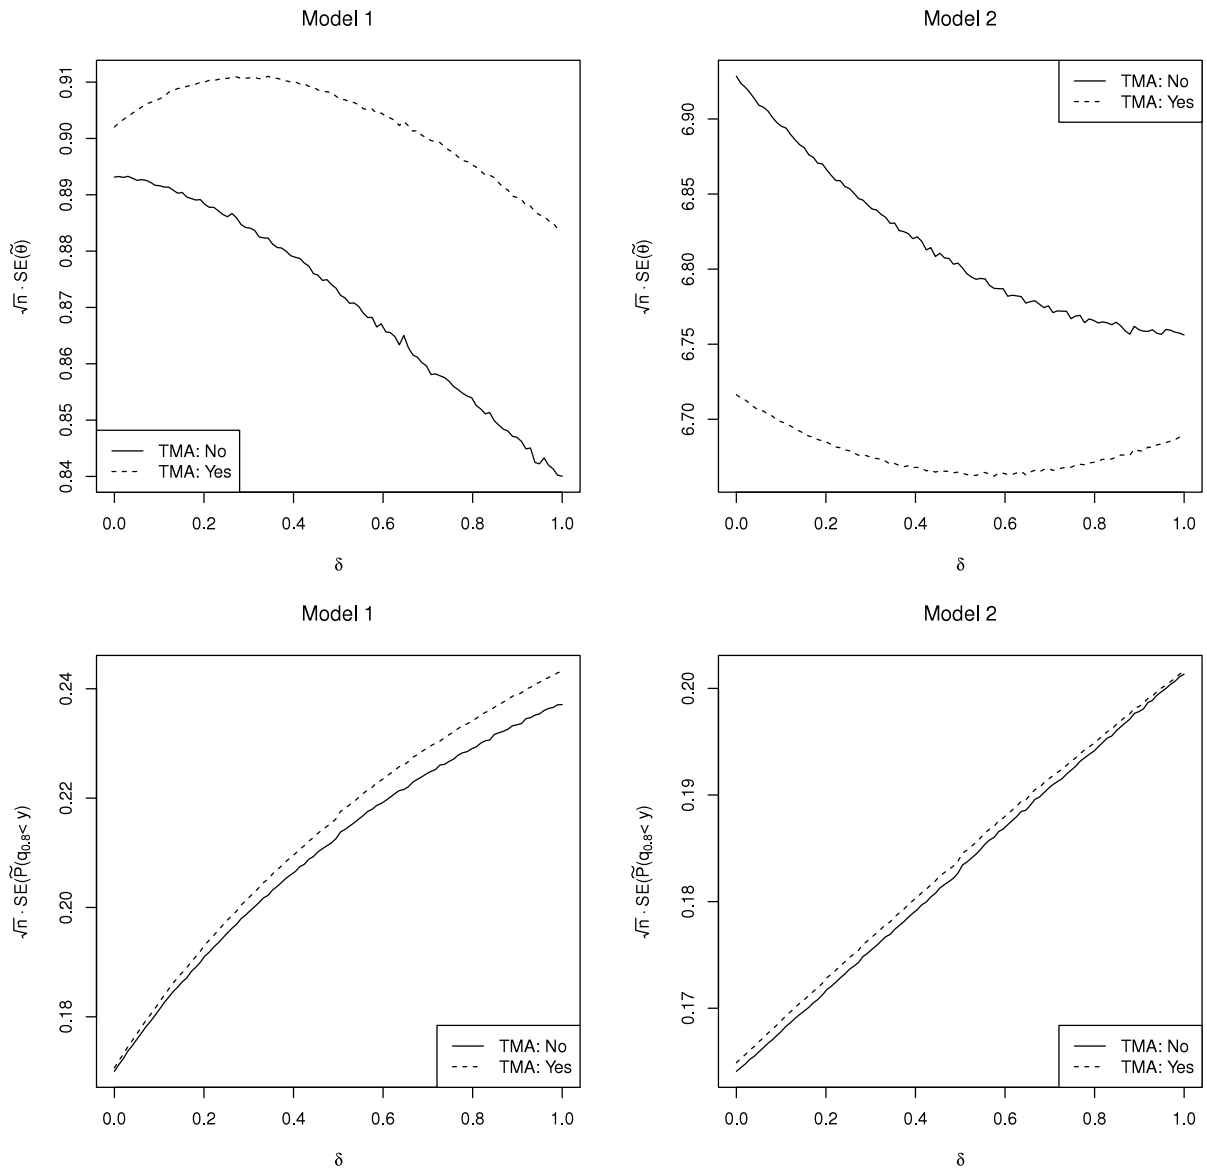 Model 1
0.91
0.90
0.89
0.88
0.87
0.86
0.85
0.84
√n · SE(θ̃)
TMA: No
TMA: Yes
0.0 0.2 0.4 0.6 0.8 1.0
δ
Model 2
6.90
6.85
6.80
6.75
6.70
√n · SE(θ̃)
TMA: No
TMA: Yes
0.0 0.2 0.4 0.6 0.8 1.0
δ
Model 1
0.24
0.22
0.20
0.18
√n · SE(P̃(q0.8< y)
TMA: No
TMA: Yes
0.0 0.2 0.4 0.6 0.8 1.0
δ
Model 2
0.20
0.19
0.18
0.17
√n · SE(P̃(q0.8< y)
TMA: No
TMA: Yes
0.0 0.2 0.4 0.6 0.8 1.0
δ